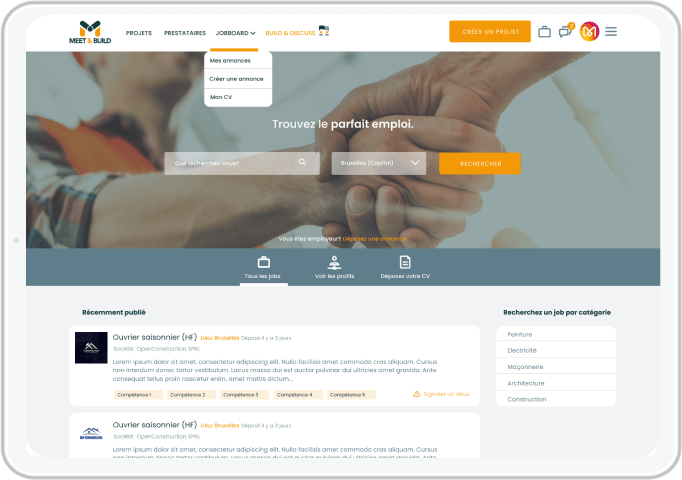 MEET & BUILD
PROJETS
PRESTATAIRES
JOBBOARD
BUILD & DISCUSS
CRÉER UN PROJET
Mes annonces
Créer une annonce
Mon CV
Trouvez le parfait emploi.
Que recherchez-vous?
Bruxelles (Capital)
RECHERCHER
Vous êtes employeur? Déposez une annonce
Tous les jobs
Voir les profils
Déposez votre CV
Récemment publié
Ouvrier saisonnier (HF) Lieu: Bruxelles Déposé il y a 3 jours
Société: OpenConstruction SPRL
Lorem ipsum dolor sit amet, consectetur adipiscing elit. Nulla facilisis amet commodo cras aliquam. Cursus
non interdum donec tortor vestibulum. Lacus massa dui est auctor pulvinar dui ultricies amet gravida. Ante
consequat tellus proin nascetur enim, amet mattis dictum...
Compétence 1
Compétence 2
Compétence 3
Compétence 4
Compétence 5
Signaler un abus
Ouvrier saisonnier (HF) Lieu: Bruxelles Déposé il y a 3 jours
Société: OpenConstruction SPRL
Lorem ipsum dolor sit amet, consectetur adipiscing elit. Nulla facilisis amet commodo cras aliquam. Cursus
non interdum donec tortor vestibulum. Lacus massa dui est auctor pulvinar dui ultricies amet gravida. Ante
Recherchez un job par catégorie
Peinture
Electricité
Maçonnerie
Architecture
Construction